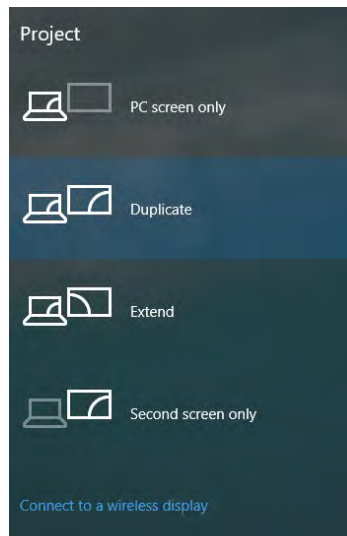 Project
PC screen only
Duplicate
Extend
Second screen only
Connect to a wireless display